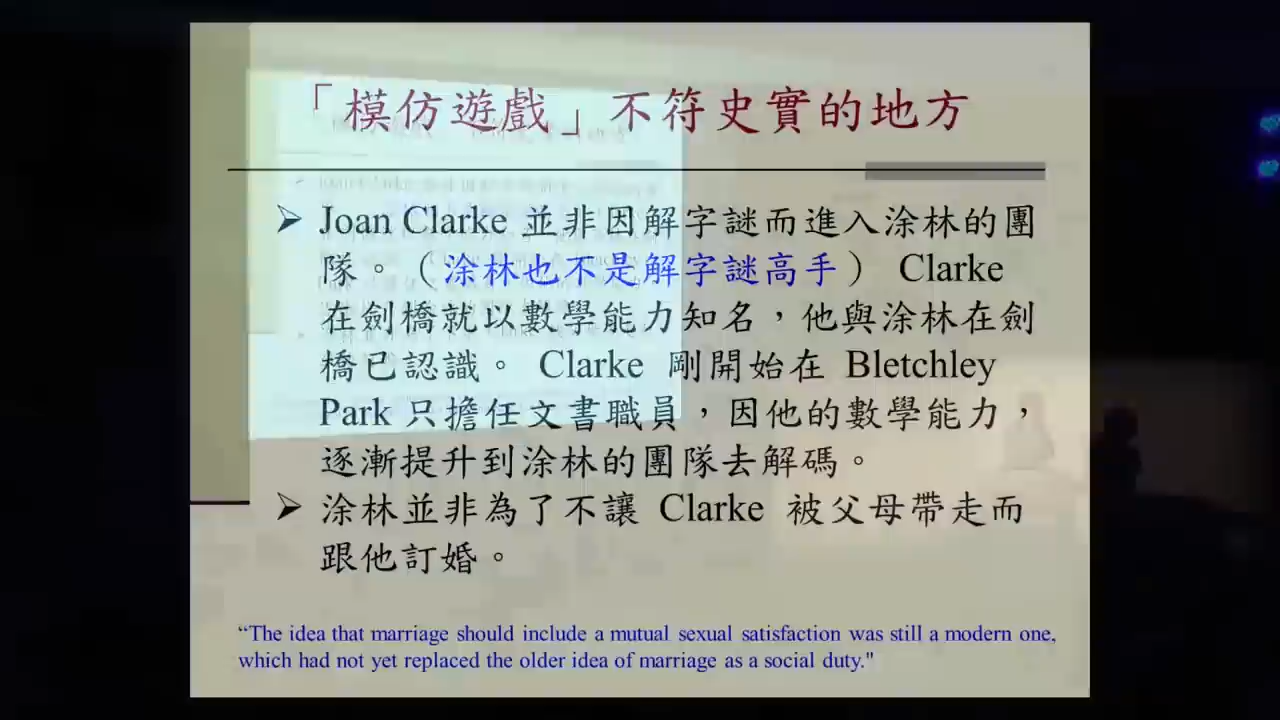 「模仿遊戲」不符史實的地方
➢ Joan Clarke 並非因解字謎而進入涂林的團
隊。（涂林也不是解字謎高手） Clarke
在劍橋就以數學能力知名，他與涂林在劍
橋已認識。 Clarke 剛開始在 Bletchley
Park 只擔任文書職員，因他的數學能力，
逐漸提升到涂林的團隊去解碼。
➢ 涂林並非為了不讓 Clarke 被父母帶走而
跟他訂婚。
“The idea that marriage should include a mutual sexual satisfaction was still a modern one,
which had not yet replaced the older idea of marriage as a social duty."